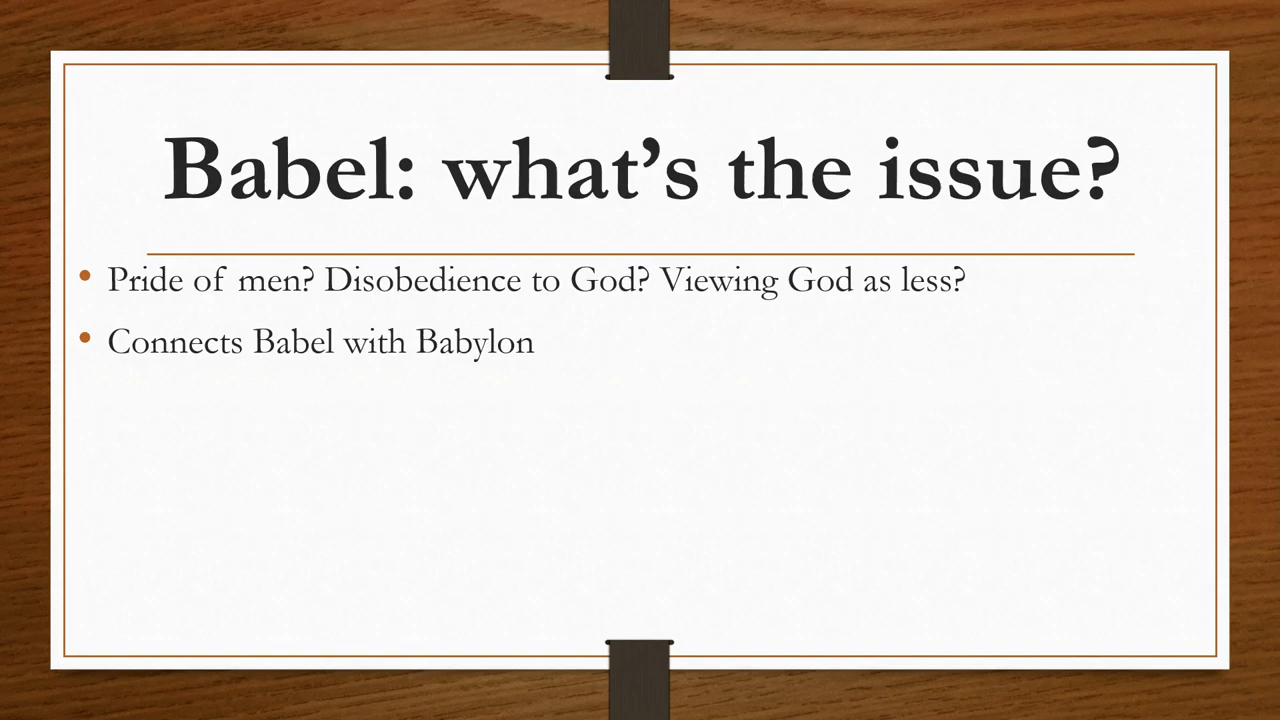 Babel: what’s the issue?
• Pride of men? Disobedience to God? Viewing God as less?
• Connects Babel with Babylon